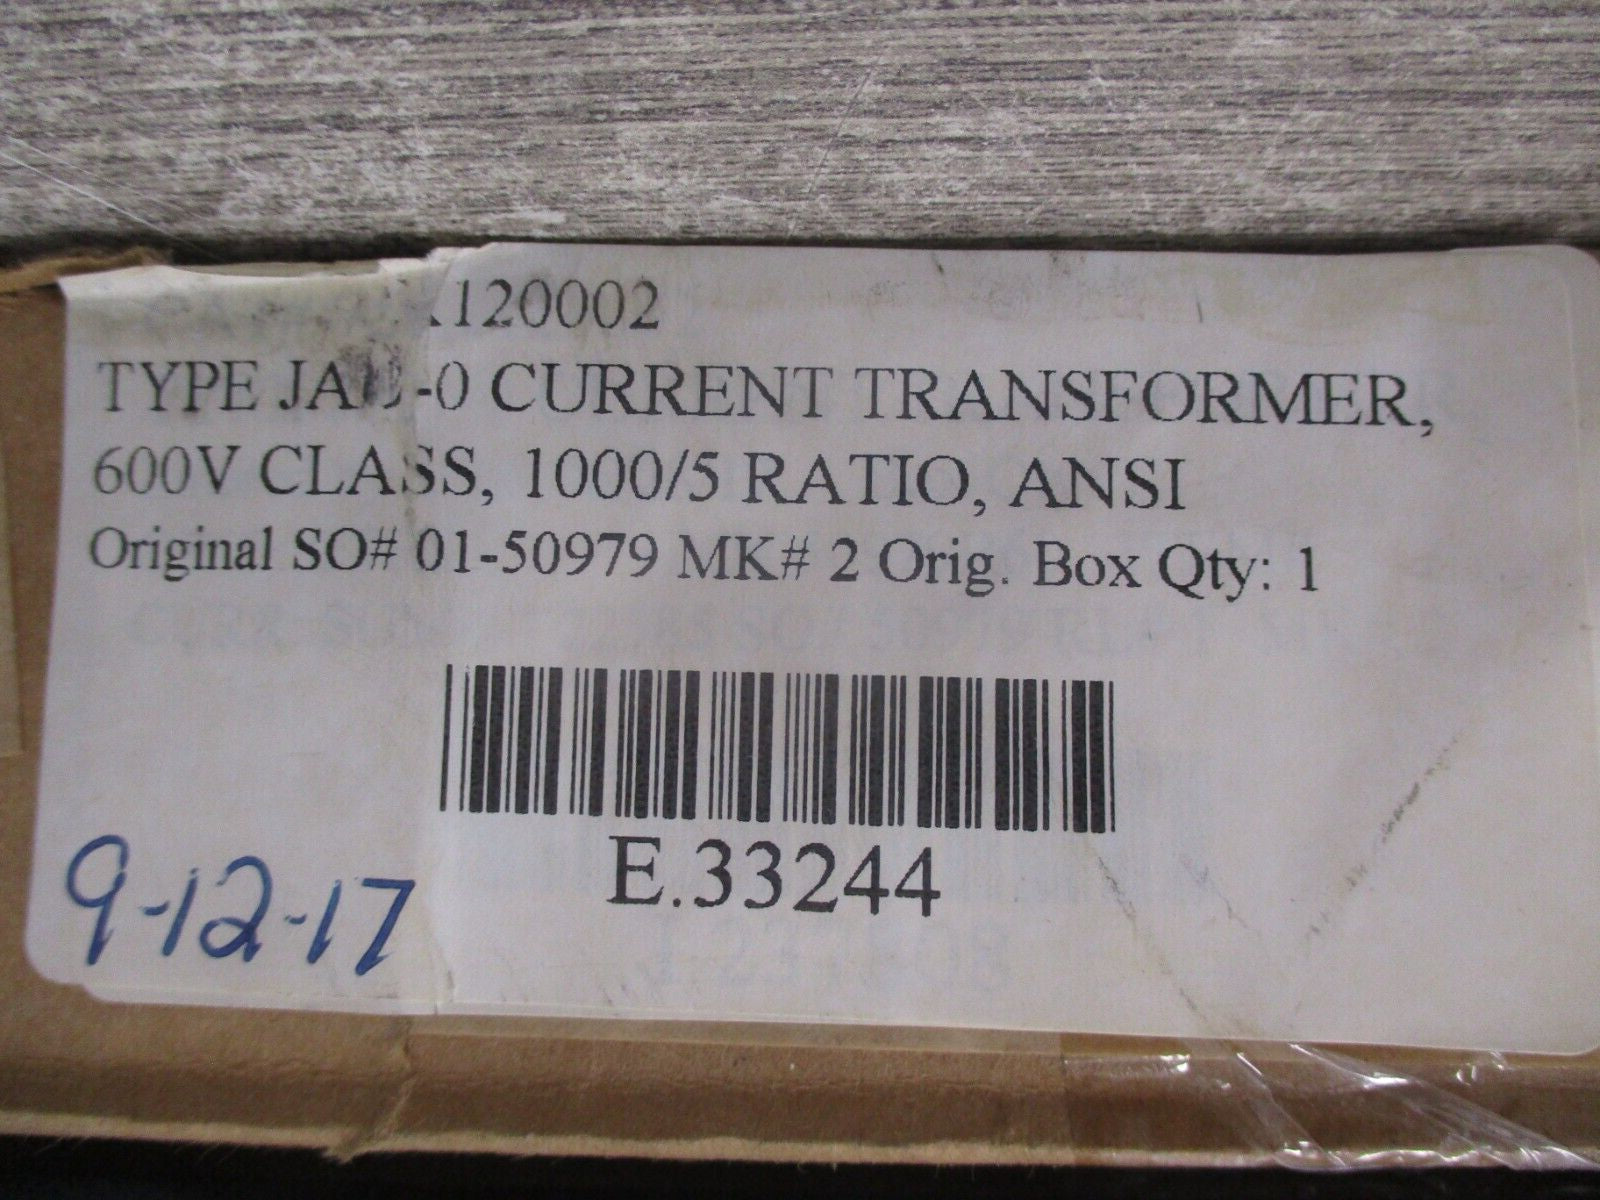 120002
TYPE -0 CURRENT TRANSFORMER,
600V CLASS, 1000/5 RATIO, ANSI
Original SO# 01-50979 MK# 2 Orig. Box Qty: 1
E.33244
9-12-17